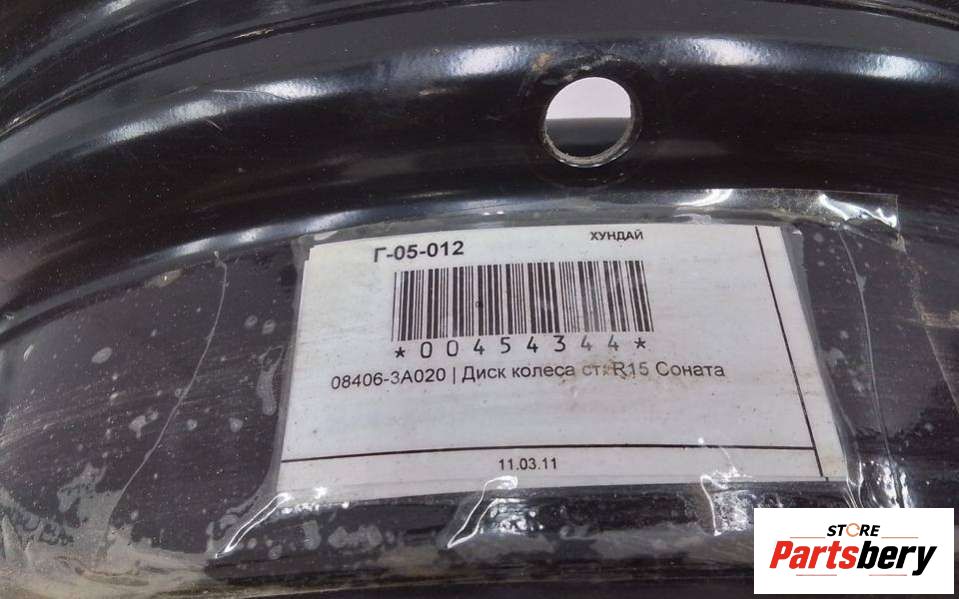 Г-05-012
ХУНДАЙ
*00454344*
08406-3A020 | Диск колеса ст. R15 Соната
11.03.11
STORE
Partsbery